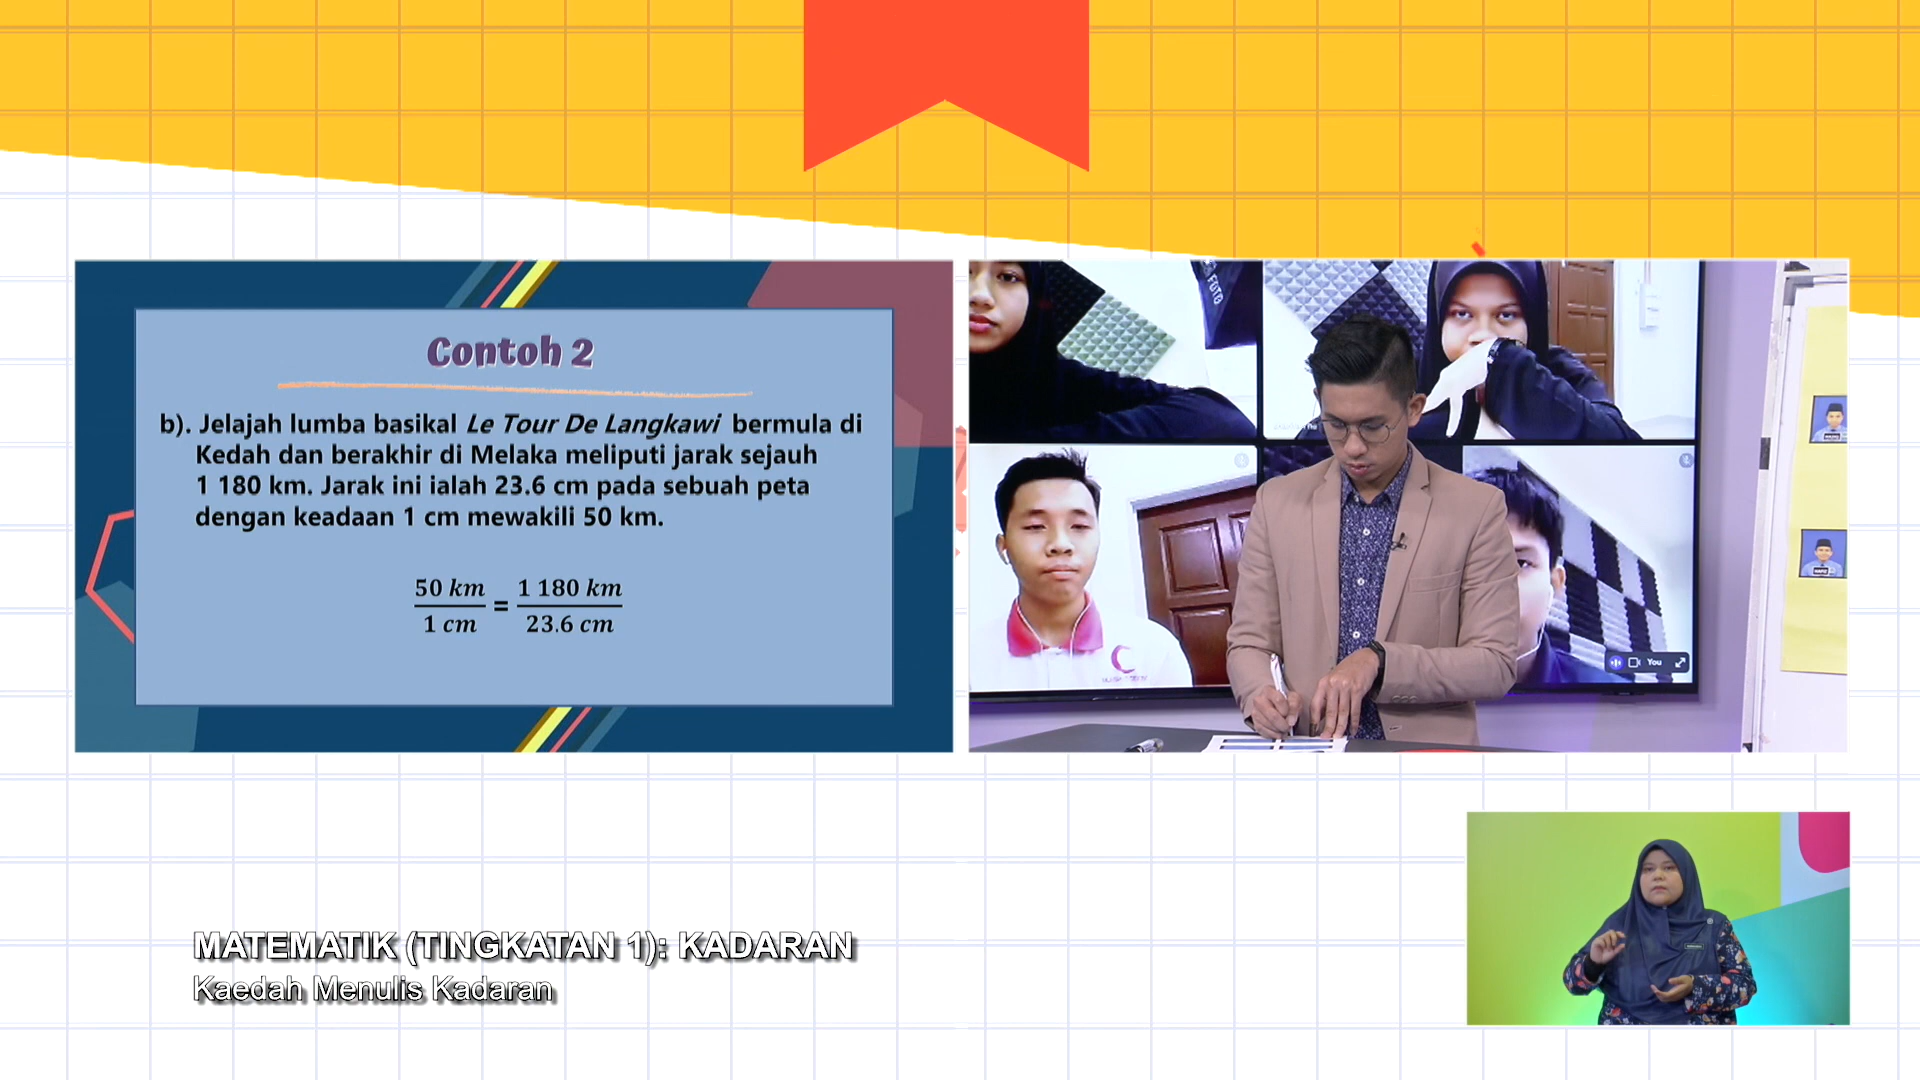 Contoh 2
b). Jelajah lumba basikal Le Tour De Langkawi bermula di
Kedah dan berakhir di Melaka meliputi jarak sejauh
1 180 km. Jarak ini ialah 23.6 cm pada sebuah peta
dengan keadaan 1 cm mewakili 50 km.
50 km / 1 cm = 1 180 km / 23.6 cm
FOTO
You
MATEMATIK (TINGKATAN 1): KADARAN
Kaedah Menulis Kadaran